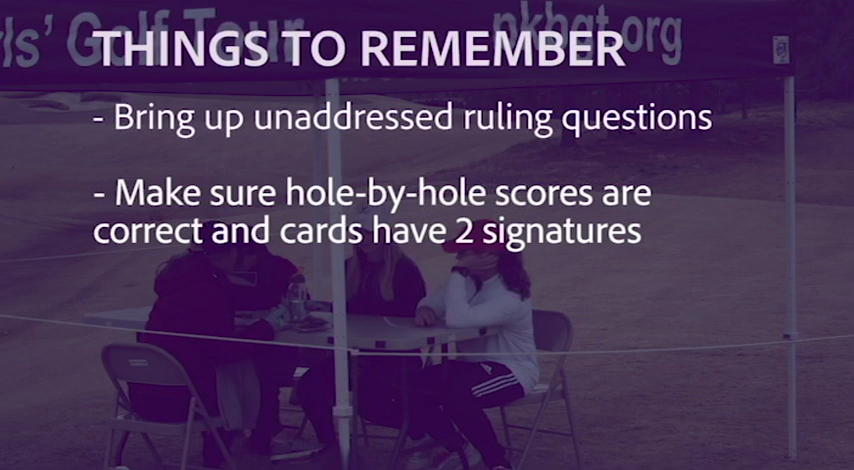 ls' Golf Tour
pkbgt.org
THINGS TO REMEMBER
- Bring up unaddressed ruling questions
- Make sure hole-by-hole scores are
correct and cards have 2 signatures